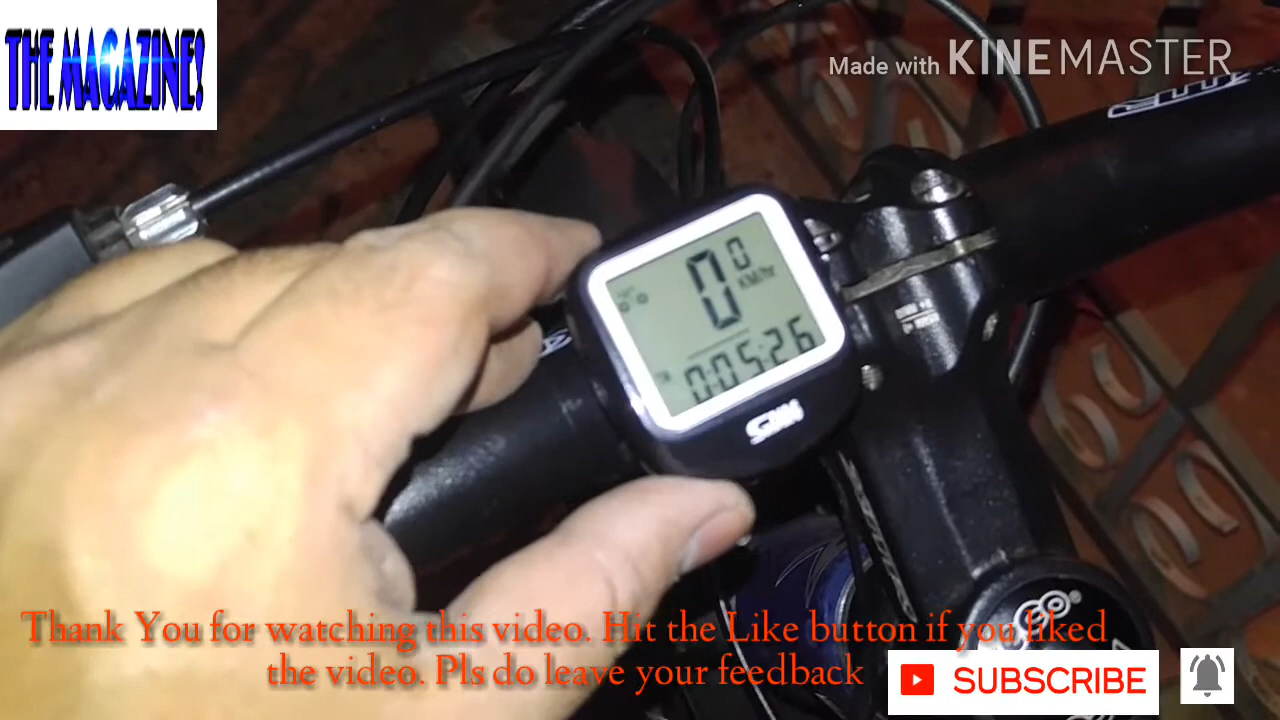 THE MAGAZINE!
Made with KINEMASTER
0 0
KM/hr
0:05:26
Thank You for watching this video. Hit the Like button if you liked
the video. Pls do leave your feedback
SUBSCRIBE